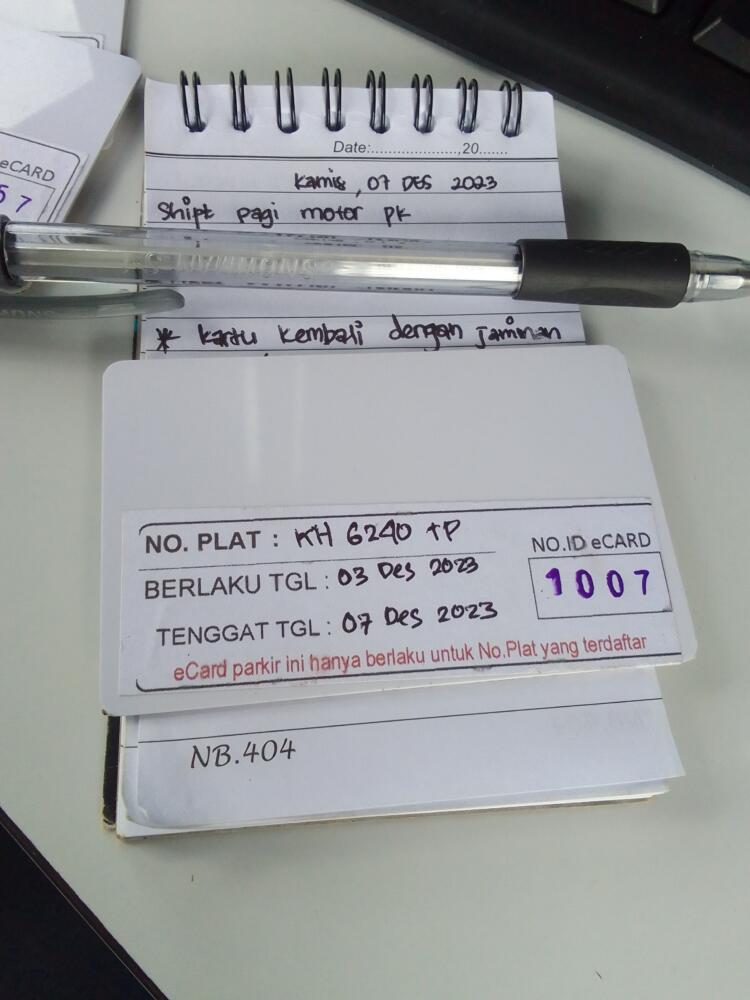 eCARD
57
Date:....................,20.......
Kamis, 07 DES 2023
Shipt pagi motor pk
* kartu kembali dengan jaminan
NO. PLAT : KH 6240 TP
BERLAKU TGL : 03 Des 2023
TENGGAT TGL : 07 Des 2023
NO.ID eCARD
1007
eCard parkir ini hanya berlaku untuk No.Plat yang terdaftar
NB.404